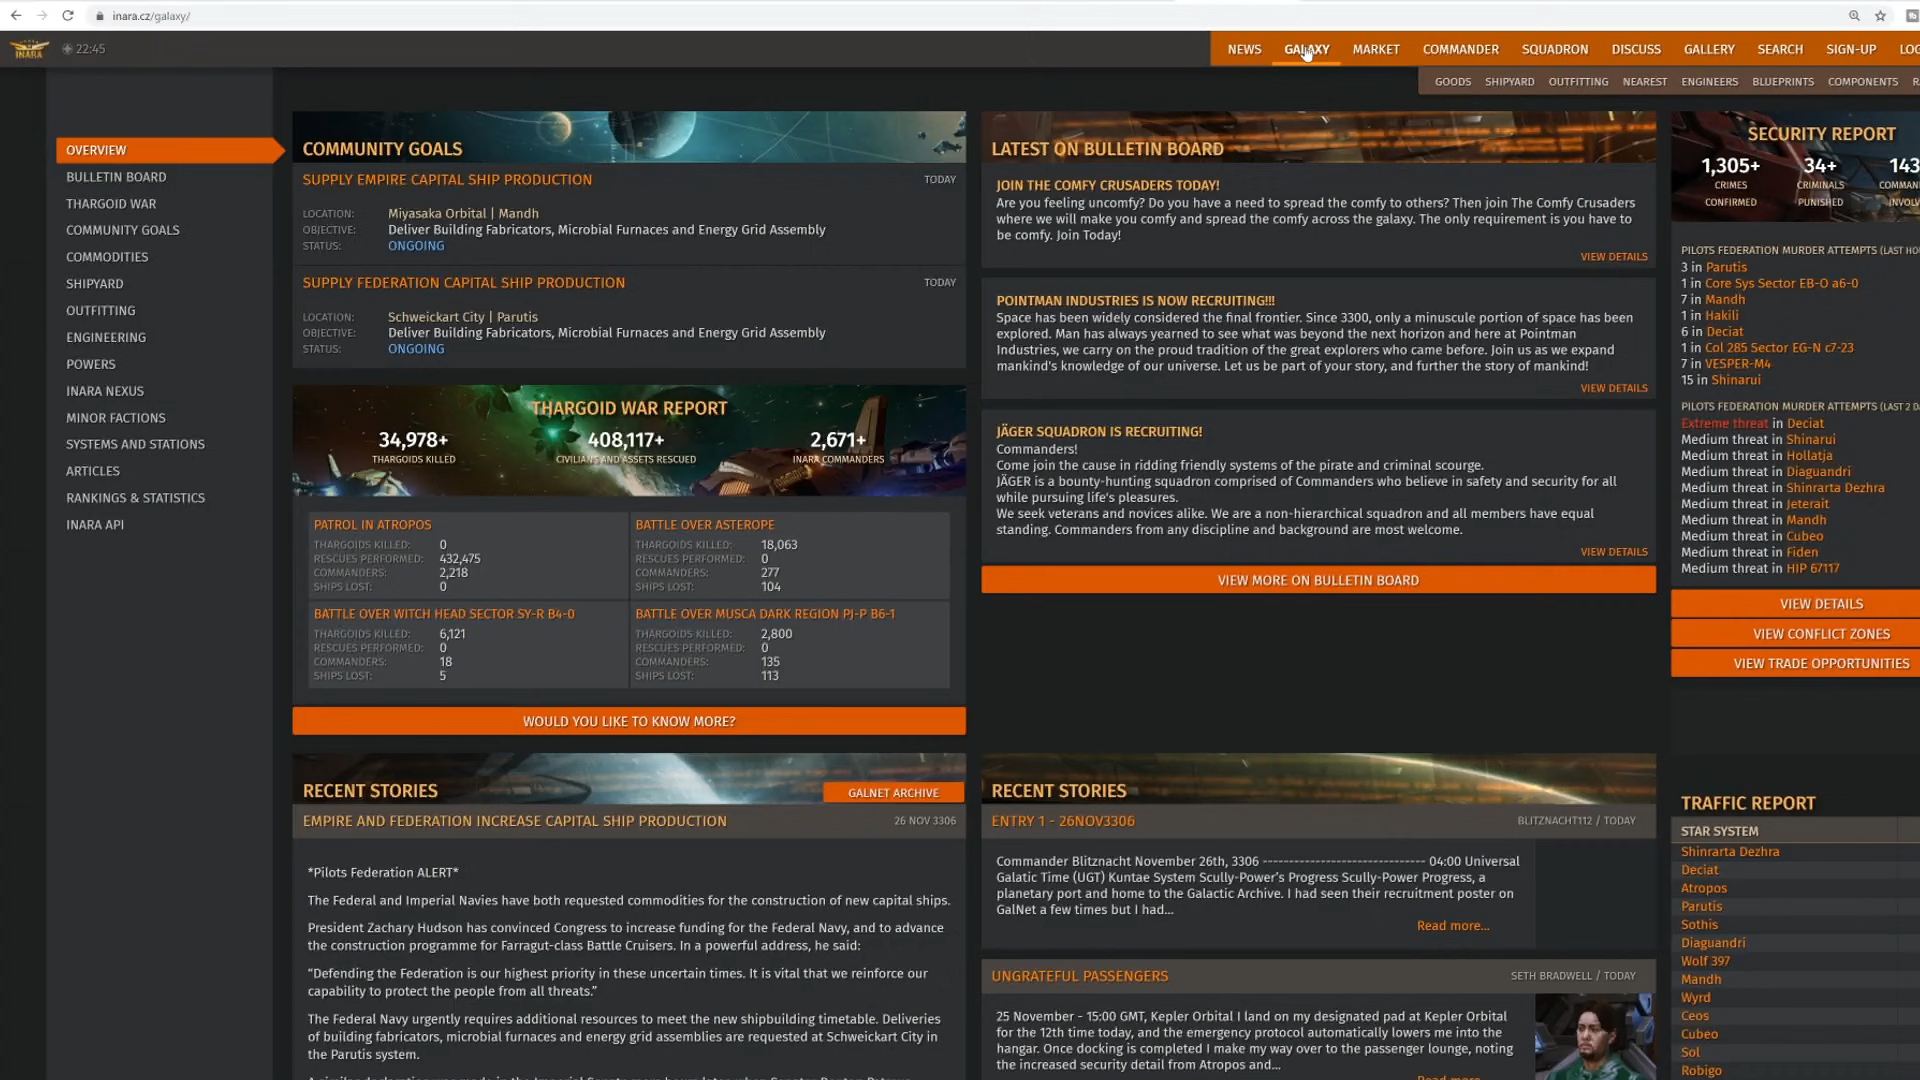 inara.cz/galaxy/
INARA
22:45
NEWS GALAXY MARKET COMMANDER SQUADRON DISCUSS GALLERY SEARCH SIGN-UP
GOODS SHIPYARD OUTFITTING NEAREST ENGINEERS BLUEPRINTS COMPONENTS
OVERVIEW
BULLETIN BOARD
THARGOID WAR
COMMUNITY GOALS
COMMODITIES
SHIPYARD
OUTFITTING
ENGINEERING
POWERS
INARA NEXUS
MINOR FACTIONS
SYSTEMS AND STATIONS
ARTICLES
RANKINGS & STATISTICS
INARA API
COMMUNITY GOALS
SUPPLY EMPIRE CAPITAL SHIP PRODUCTION TODAY
LOCATION: Miyasaka Orbital | Mandh
OBJECTIVE: Deliver Building Fabricators, Microbial Furnaces and Energy Grid Assembly
STATUS: ONGOING
SUPPLY FEDERATION CAPITAL SHIP PRODUCTION TODAY
LOCATION: Schweickart City | Parutis
OBJECTIVE: Deliver Building Fabricators, Microbial Furnaces and Energy Grid Assembly
STATUS: ONGOING
THARGOID WAR REPORT
34,978+ 408,117+ 2,671+
THARGOIDS KILLED CIVILIANS AND ASSETS RESCUED INARA COMMANDERS
PATROL IN ATROPOS
THARGOIDS KILLED: 0
RESCUES PERFORMED: 432,475
COMMANDERS: 2,218
SHIPS LOST: 0
BATTLE OVER ASTEROPE
THARGOIDS KILLED: 18,063
RESCUES PERFORMED: 0
COMMANDERS: 277
SHIPS LOST: 104
BATTLE OVER WITCH HEAD SECTOR SY-R B4-0
THARGOIDS KILLED: 6,121
RESCUES PERFORMED: 0
COMMANDERS: 18
SHIPS LOST: 5
BATTLE OVER MUSCA DARK REGION PJ-P B6-1
THARGOIDS KILLED: 2,800
RESCUES PERFORMED: 0
COMMANDERS: 135
SHIPS LOST: 113
WOULD YOU LIKE TO KNOW MORE?
RECENT STORIES
GALNET ARCHIVE
EMPIRE AND FEDERATION INCREASE CAPITAL SHIP PRODUCTION 26 NOV 3306
*Pilots Federation ALERT*
The Federal and Imperial Navies have both requested commodities for the construction of new capital ships.
President Zachary Hudson has convinced Congress to increase funding for the Federal Navy, and to advance
the construction programme for Farragut-class Battle Cruisers. In a powerful address, he said:
“Defending the Federation is our highest priority in these uncertain times. It is vital that we reinforce our
capability to protect the people from all threats.”
The Federal Navy urgently requires additional resources to meet the new shipbuilding timetable. Deliveries
of building fabricators, microbial furnaces and energy grid assemblies are requested at Schweickart City in
the Parutis system.
LATEST ON BULLETIN BOARD
JOIN THE COMFY CRUSADERS TODAY!
Are you feeling uncomfy? Do you have a need to spread the comfy to others? Then join The Comfy Crusaders
where we will make you comfy and spread the comfy across the galaxy. The only requirement is you have to
be comfy. Join Today!
VIEW DETAILS
POINTMAN INDUSTRIES IS NOW RECRUITING!!!
Space has been widely considered the final frontier. Since 3300, only a minuscule portion of space has been
explored. Man has always yearned to see what was beyond the next horizon and here at Pointman
Industries, we carry on the proud tradition of the great explorers who came before. Join us as we expand
mankind's knowledge of our universe. Let us be part of your story, and further the story of mankind!
VIEW DETAILS
JÄGER SQUADRON IS RECRUITING!
Commanders!
Come join the cause in ridding friendly systems of the pirate and criminal scourge.
JÄGER is a bounty-hunting squadron comprised of Commanders who believe in safety and security for all
while pursuing life's pleasures.
We seek veterans and novices alike. We are a non-hierarchical squadron and all members have equal
standing. Commanders from any discipline and background are most welcome.
VIEW DETAILS
VIEW MORE ON BULLETIN BOARD
RECENT STORIES
ENTRY 1 - 26NOV3306 BLITZNACHT112 / TODAY
Commander Blitznacht November 26th, 3306 ------------------------------ 04:00 Universal
Galatic Time (UGT) Kuntae System Scully-Power's Progress Scully-Power Progress, a
planetary port and home to the Galactic Archive. I had seen their recruitment poster on
GalNet a few times but I had...
Read more...
UNGRATEFUL PASSENGERS SETH BRADWELL / TODAY
25 November - 15:00 GMT, Kepler Orbital I land on my designated pad at Kepler Orbital
for the 12th time today, and the emergency protocol automatically lowers me into the
hangar. Once docking is completed I make my way over to the passenger lounge, noting
the increased security detail from Atropos and...
SECURITY REPORT
1,305+ 34+ 143
CRIMES CONFIRMED
CRIMINALS PUNISHED
PILOTS FEDERATION MURDER ATTEMPTS (LAST
3 in Parutis
1 in Core Sys Sector EB-O a6-0
7 in Mandh
1 in Hakili
6 in Deciat
1 in Col 285 Sector EG-N c7-23
7 in VESPER-M4
15 in Shinarui
PILOTS FEDERATION MURDER ATTEMPTS (LAST 2
Extreme threat in Deciat
Medium threat in Shinarui
Medium threat in Hollatja
Medium threat in Diaguandri
Medium threat in Shinrarta Dezhra
Medium threat in Jeterait
Medium threat in Mandh
Medium threat in Cubeo
Medium threat in Fiden
Medium threat in HIP 67117
VIEW DETAILS
VIEW CONFLICT ZONES
VIEW TRADE OPPORTUNITIES
TRAFFIC REPORT
STAR SYSTEM
Shinrarta Dezhra
Deciat
Atropos
Parutis
Sothis
Diaguandri
Wolf 397
Mandh
Wyrd
Ceos
Cubeo
Sol
Robigo